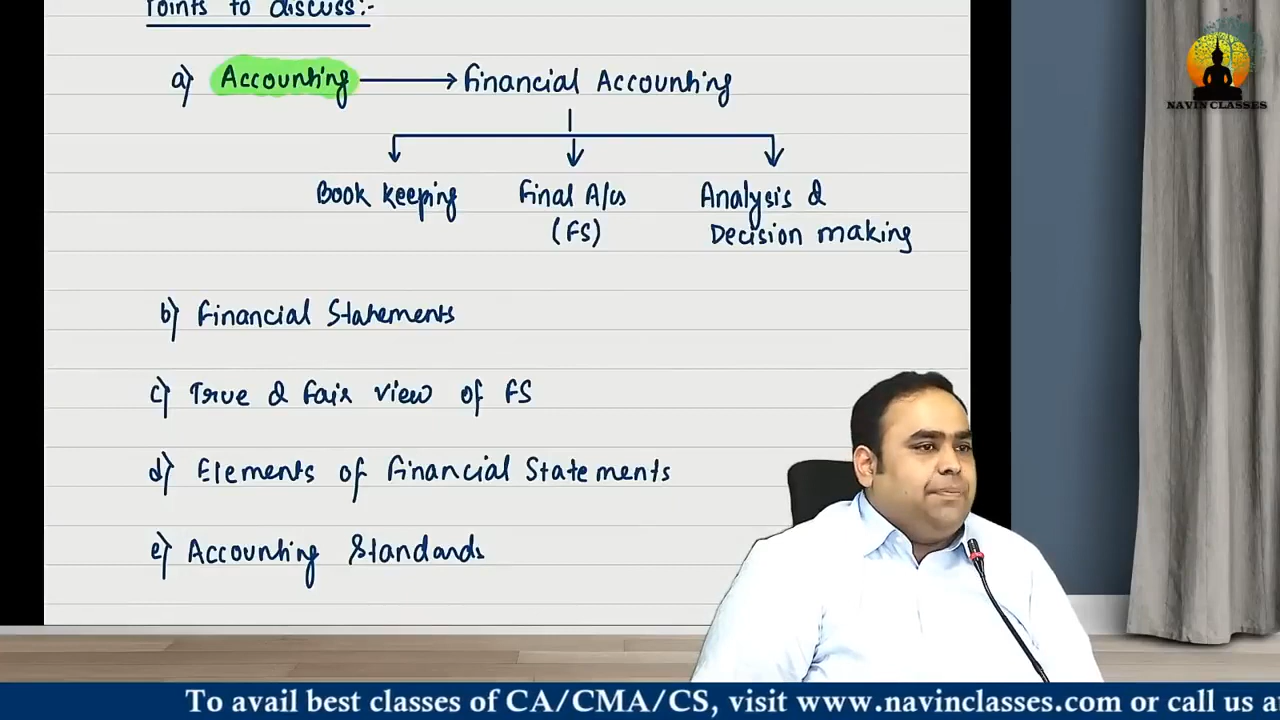 Points to discuss:-
a) Accounting → Financial Accounting
Book keeping Final A/cs Analysis &
(FS) Decision making
b) Financial Statements
c) True & Fair view of FS
d) Elements of Financial Statements
e) Accounting Standards
NAVIN CLASSES
To avail best classes of CA/CMA/CS, visit www.navinclasses.com or call us a